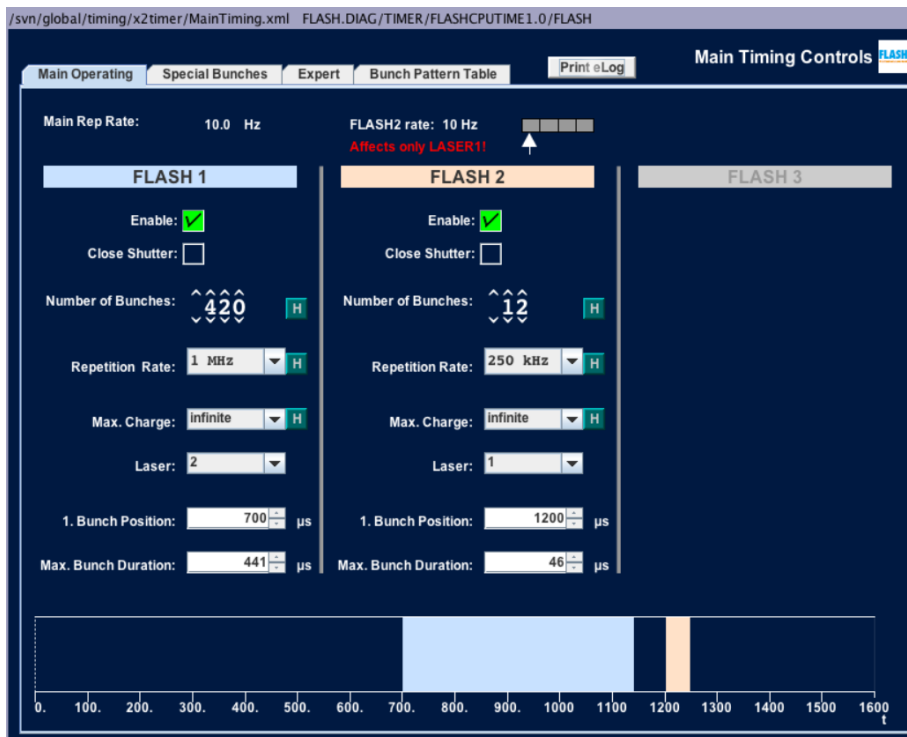 /svn/global/timing/x2timer/MainTiming.xml FLASH.DIAG/TIMER/FLASHCPUTIME1.0/FLASH
Main Timing Controls FLASH
Main Operating Special Bunches Expert Bunch Pattern Table Print eLog
Main Rep Rate: 10.0 Hz FLASH2 rate: 10 Hz
Affects only LASER1!
FLASH 1 FLASH 2 FLASH 3
Enable: Enable:
Close Shutter: Close Shutter:
Number of Bunches: 420 H Number of Bunches: 12 H
Repetition Rate: 1 MHz H Repetition Rate: 250 kHz H
Max. Charge: infinite H Max. Charge: infinite H
Laser: 2 Laser: 1
1. Bunch Position: 700 µs 1. Bunch Position: 1200 µs
Max. Bunch Duration: 441 µs Max. Bunch Duration: 46 µs
0. 100. 200. 300. 400. 500. 600. 700. 800. 900. 1000 1100 1200 1300 1400 1500 1600
t